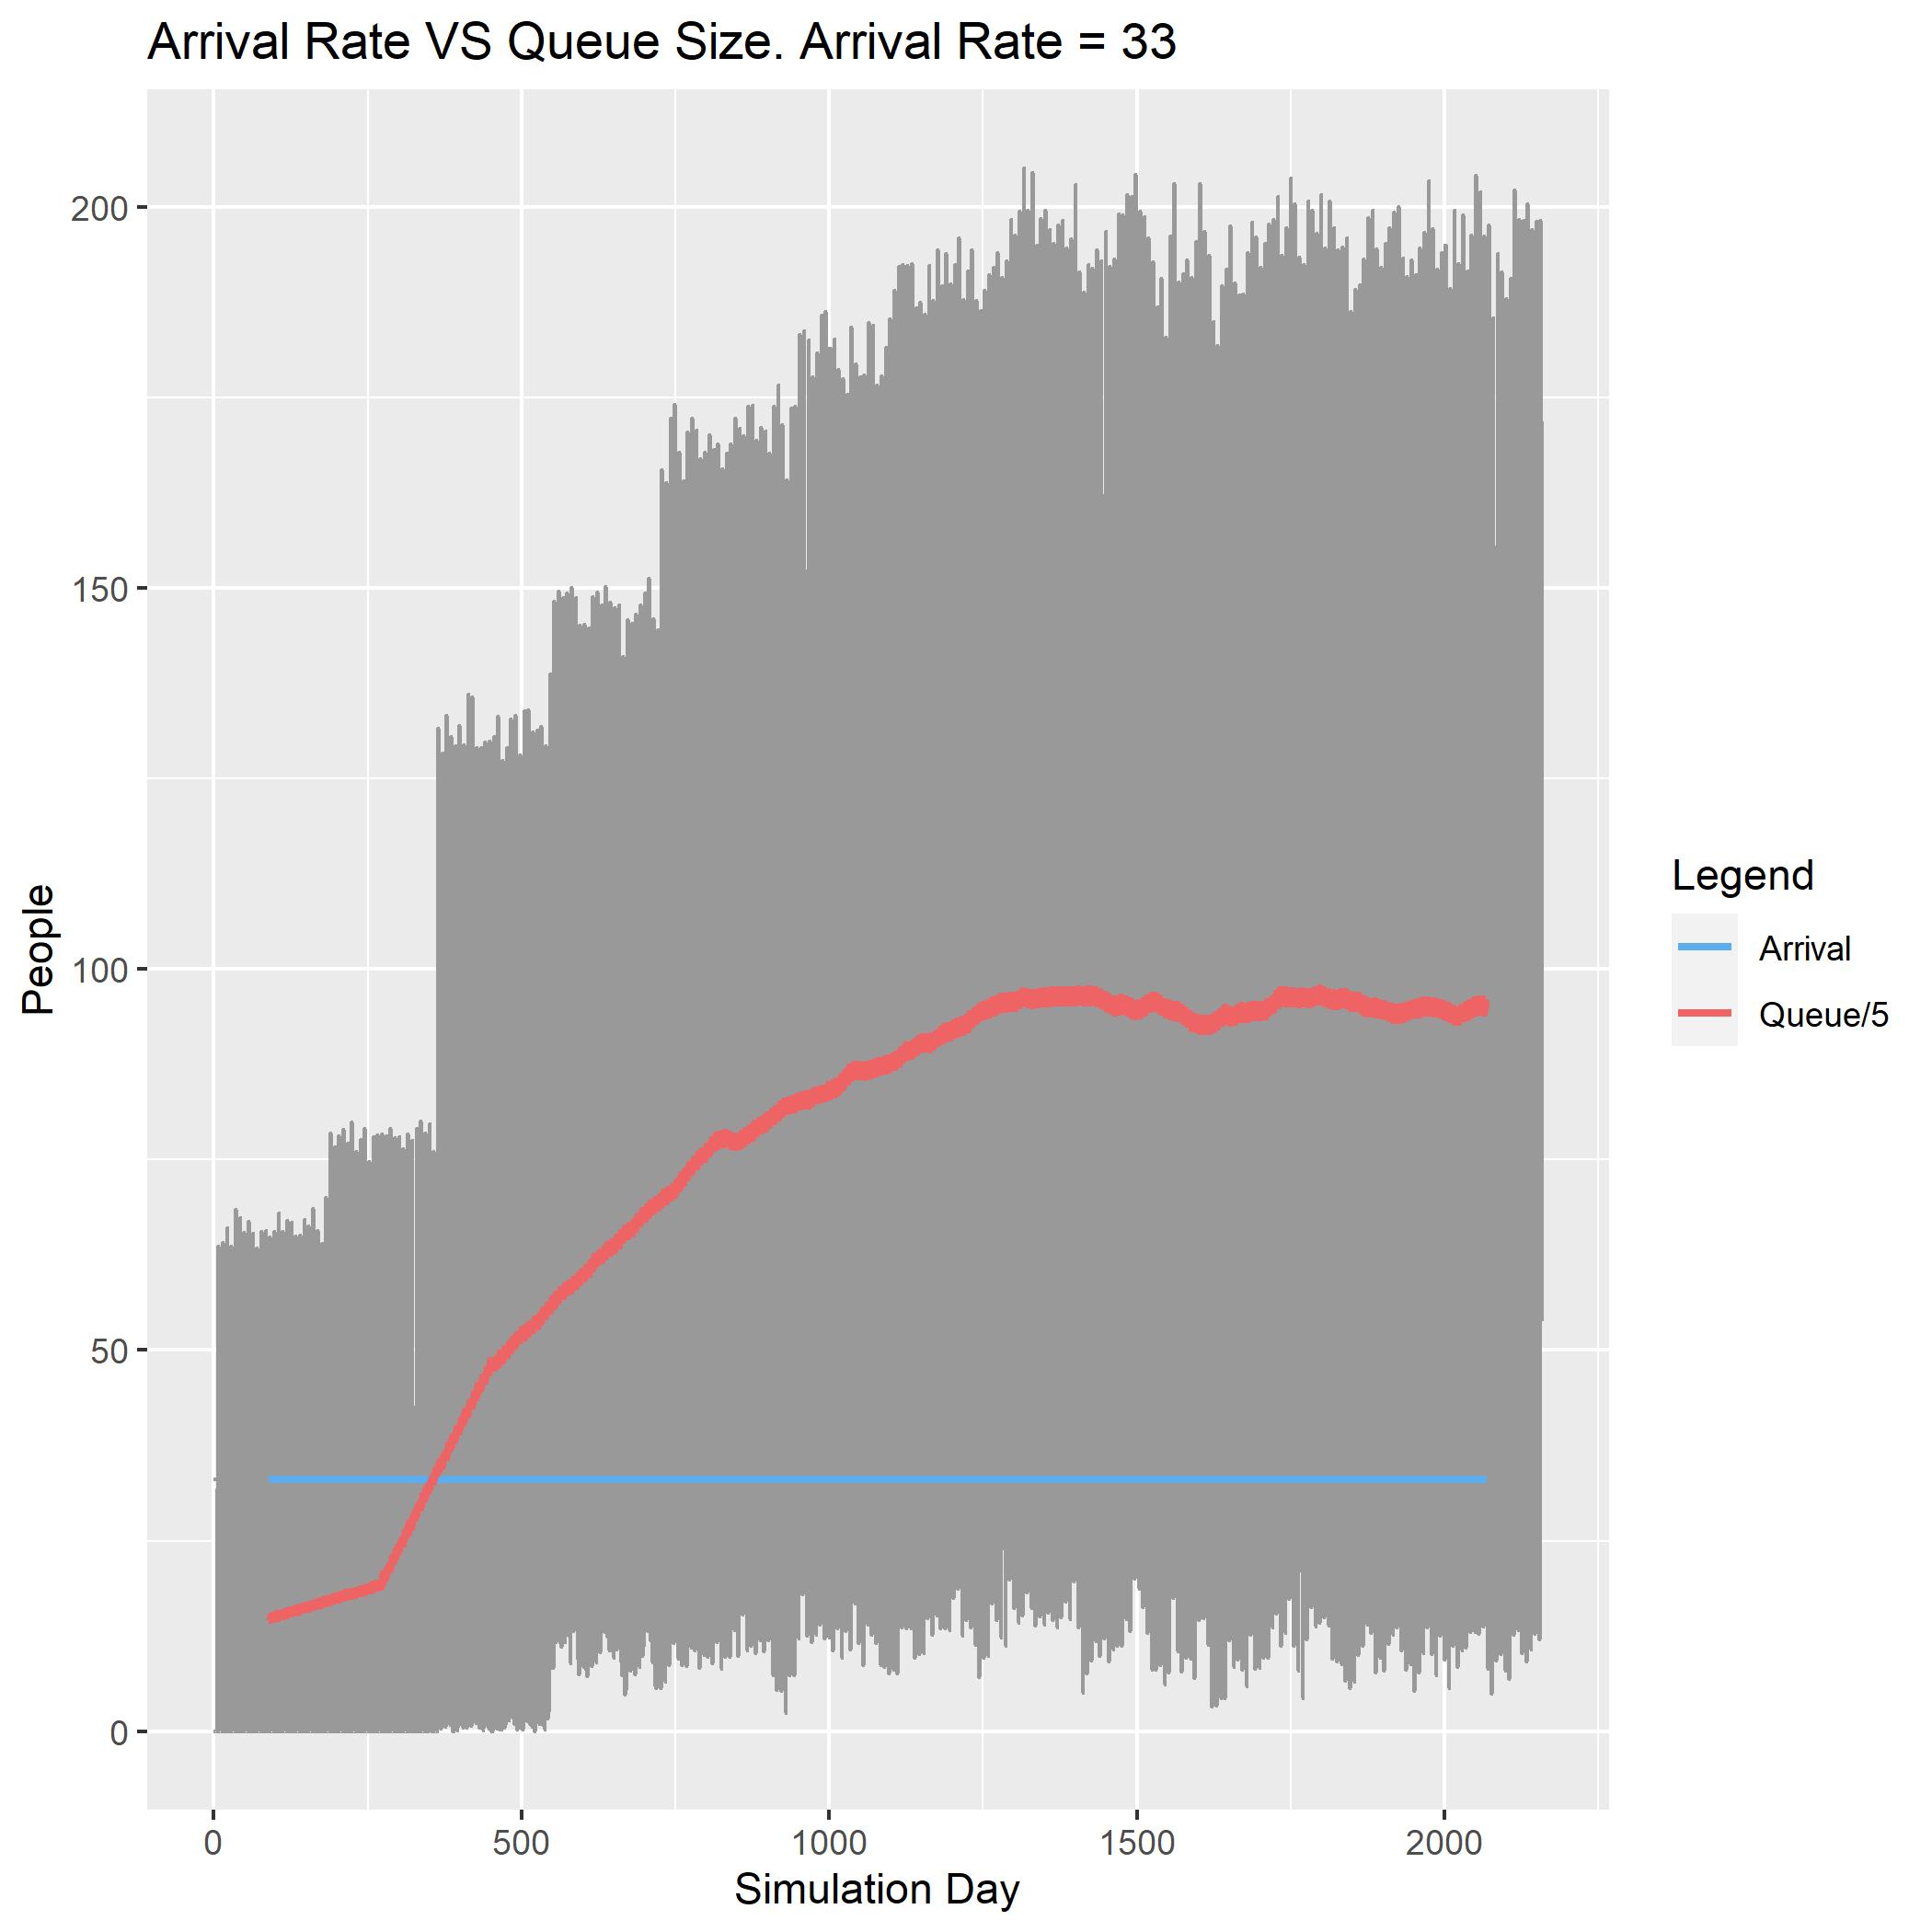 Arrival Rate VS Queue Size. Arrival Rate = 33
200
150
100
50
0
People
0 500 1000 1500 2000
Simulation Day
Legend
Arrival
Queue/5